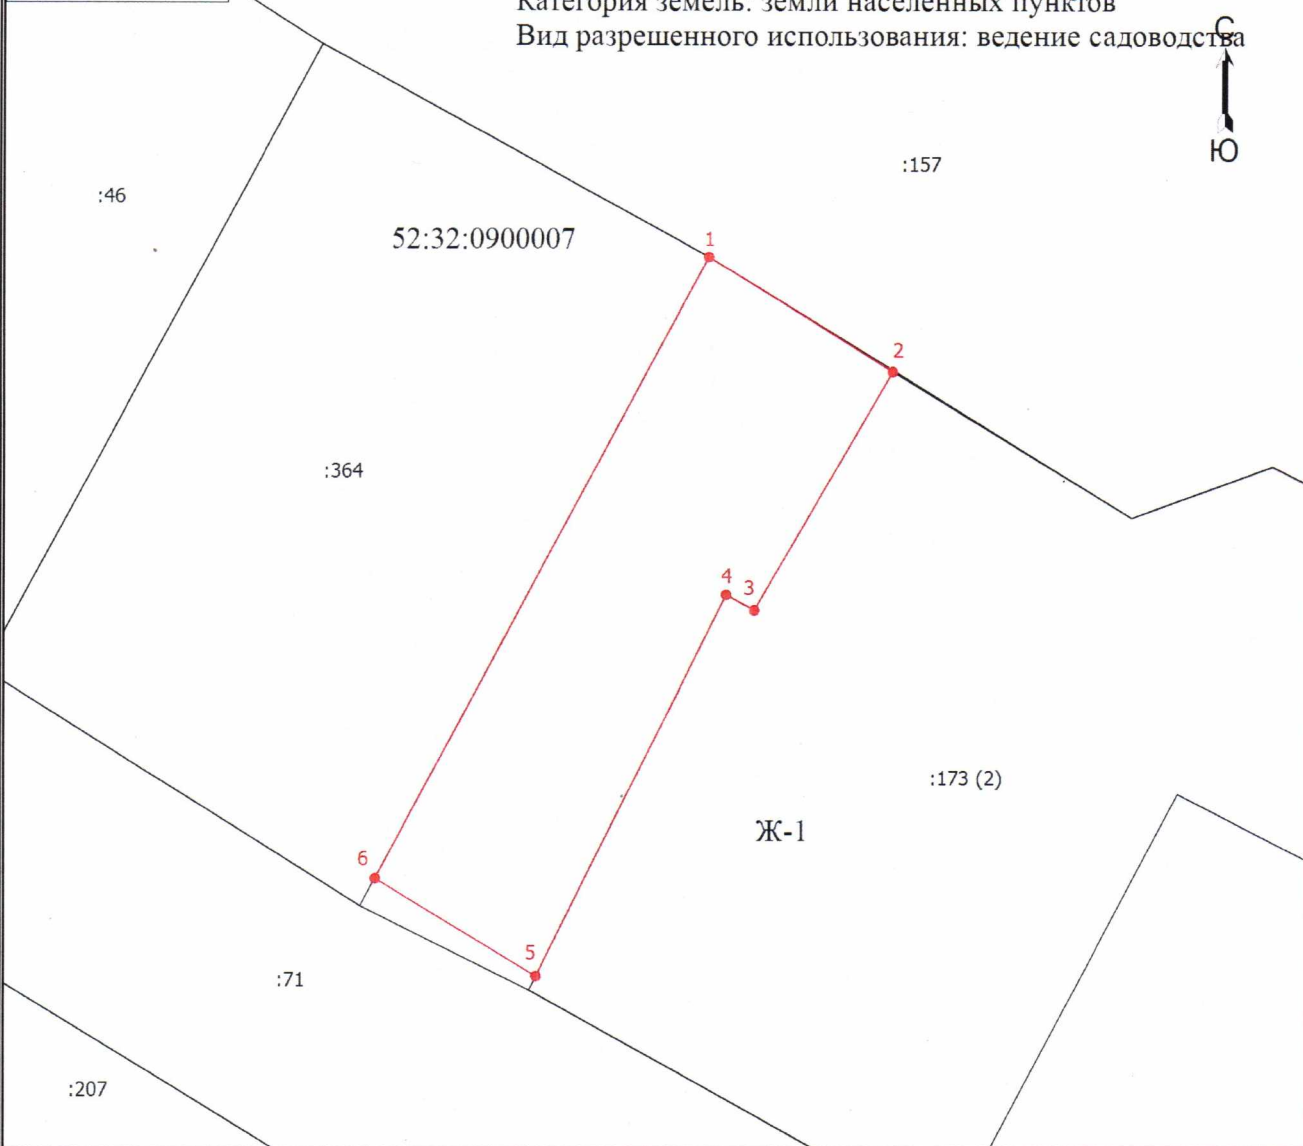 Категория земель: земли населенных пунктов
Вид разрешенного использования: ведение садоводства
С
Ю
:157
:46
52:32:0900007
1
2
:364
4
3
:173 (2)
Ж-1
6
5
:71
:207